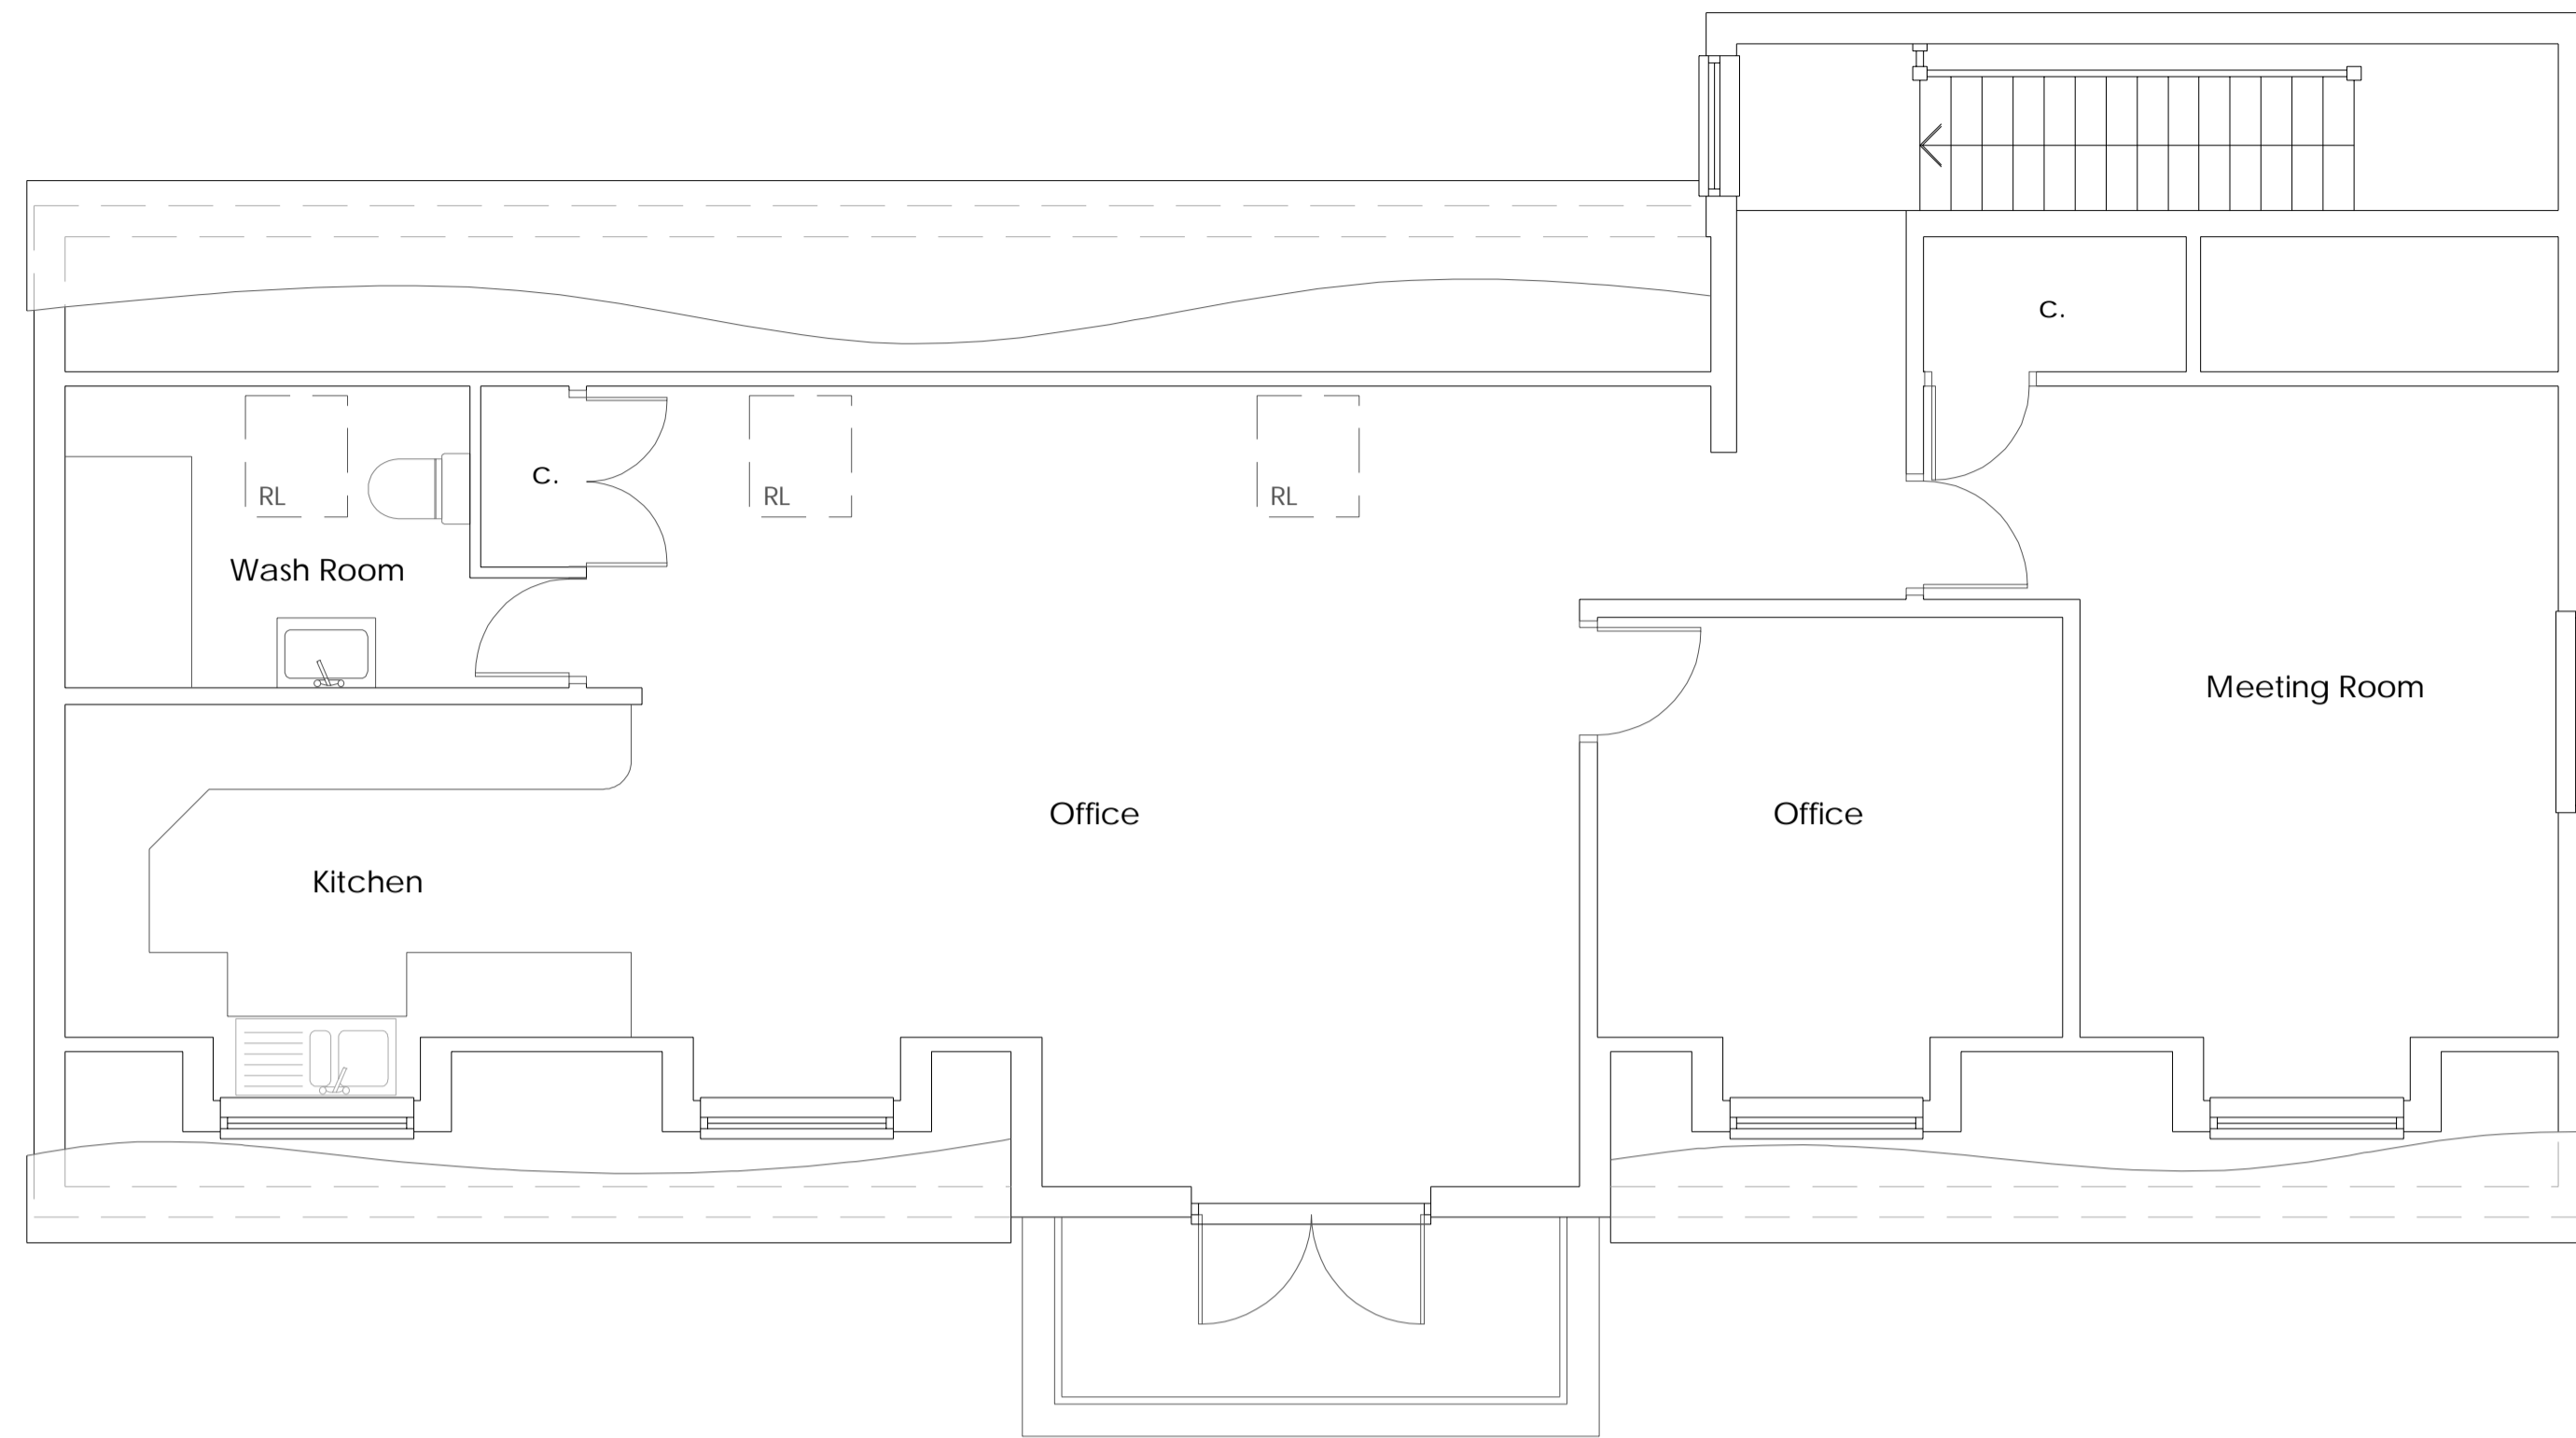 C.
C.
RL
RL
RL
Wash Room
Meeting Room
Office
Office
Kitchen